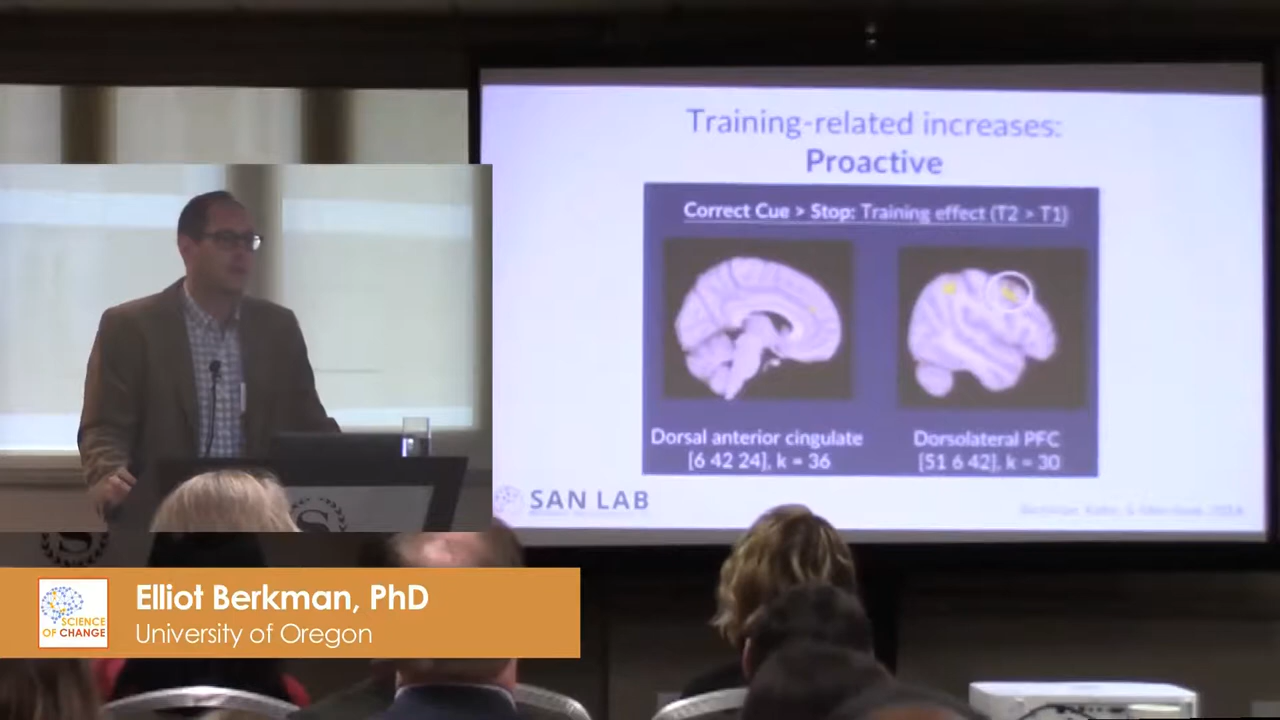 Training-related increases:
Proactive
Correct Cue > Stop: Training effect (T2 > T1)
Dorsal anterior cingulate
[6 42 24], k = 36
Dorsolateral PFC
[51 6 42], k = 30
SAN LAB
S
S
SCIENCE
OF CHANGE
Elliot Berkman, PhD
University of Oregon